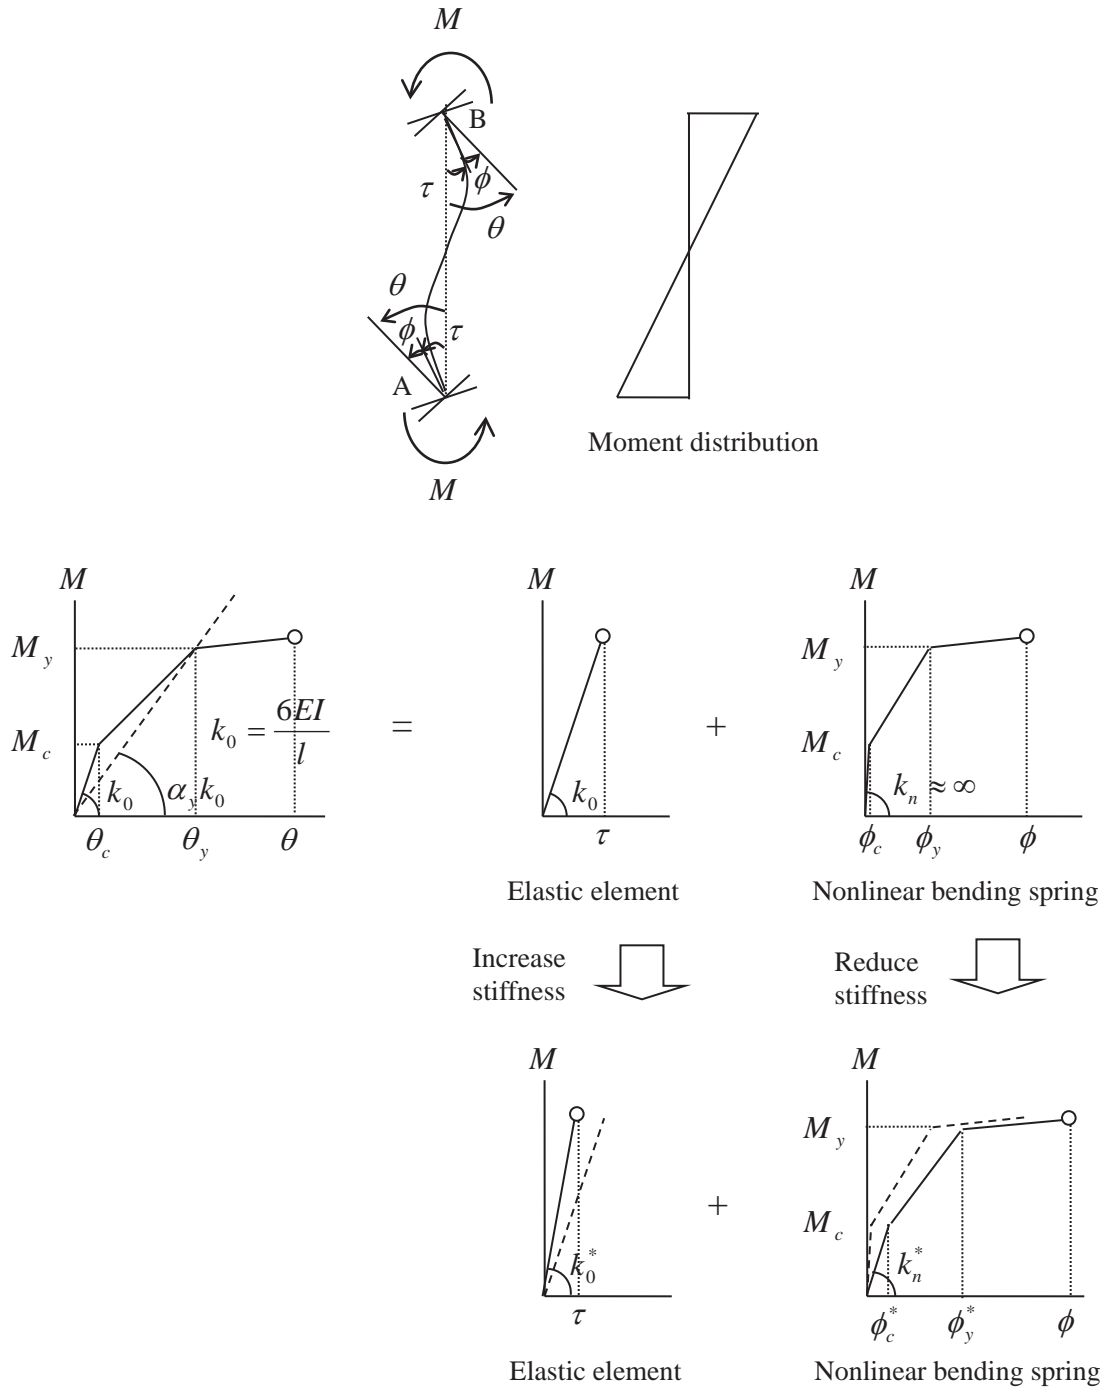 M
B
τ
ϕ
θ
θ
ϕ
τ
A
M
Moment distribution
M
M
M
M_y
M_y
k_0 = 6EI/l
=
+
M_c
M_c
k_0
α_y k_0
k_0
k_n ≈ ∞
θ_c
θ_y
θ
τ
ϕ_c
ϕ_y
ϕ
Elastic element
Nonlinear bending spring
Increase
stiffness
Reduce
stiffness
M
M
M_y
+
M_c
k_0^*
k_n^*
τ
ϕ_c^*
ϕ_y^*
ϕ
Elastic element
Nonlinear bending spring